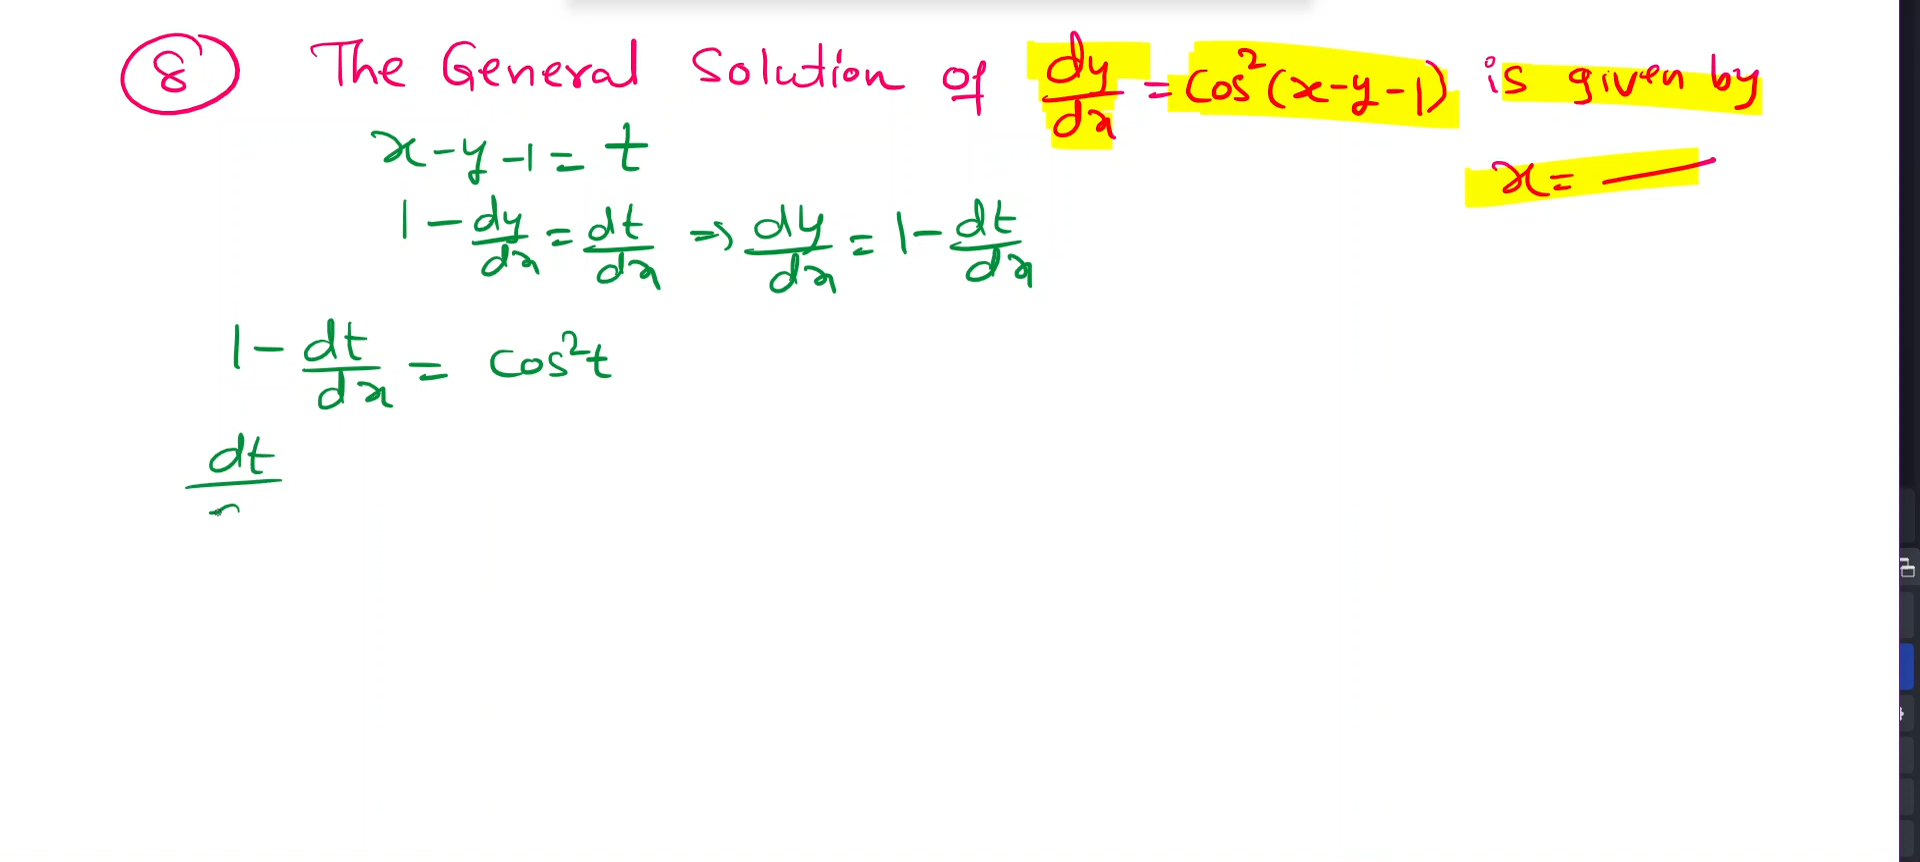 ⑧ The General Solution of dy/dx = Cos²(x-y-1) is given by
x = —
x-y-1 = t
1 - dy/dx = dt/dx ⇒ dy/dx = 1 - dt/dx
1 - dt/dx = cos²t
dt